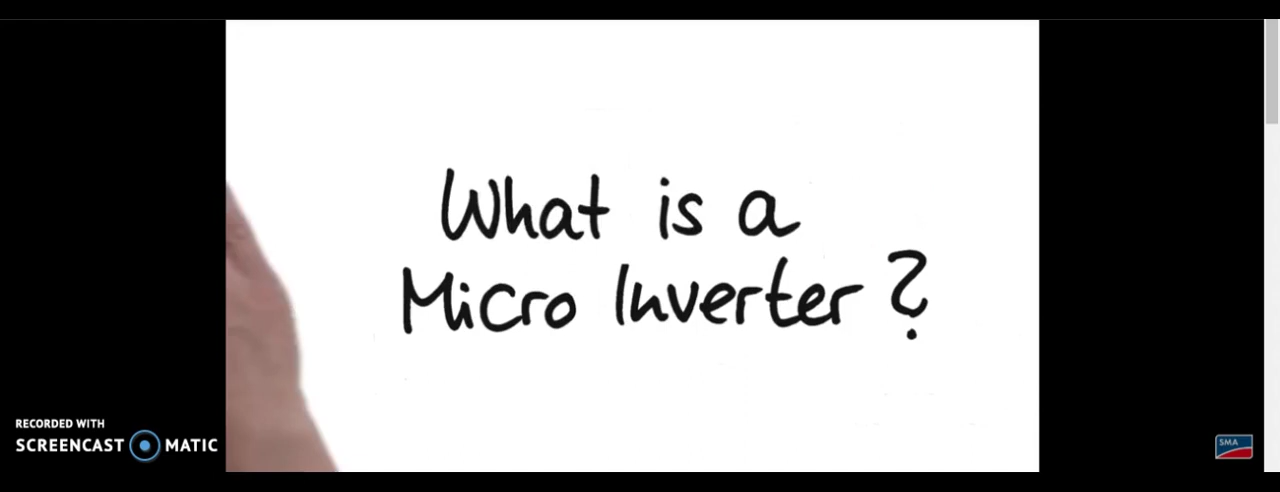 What is a
Micro Inverter?
RECORDED WITH
SCREENCAST MATIC
SMA